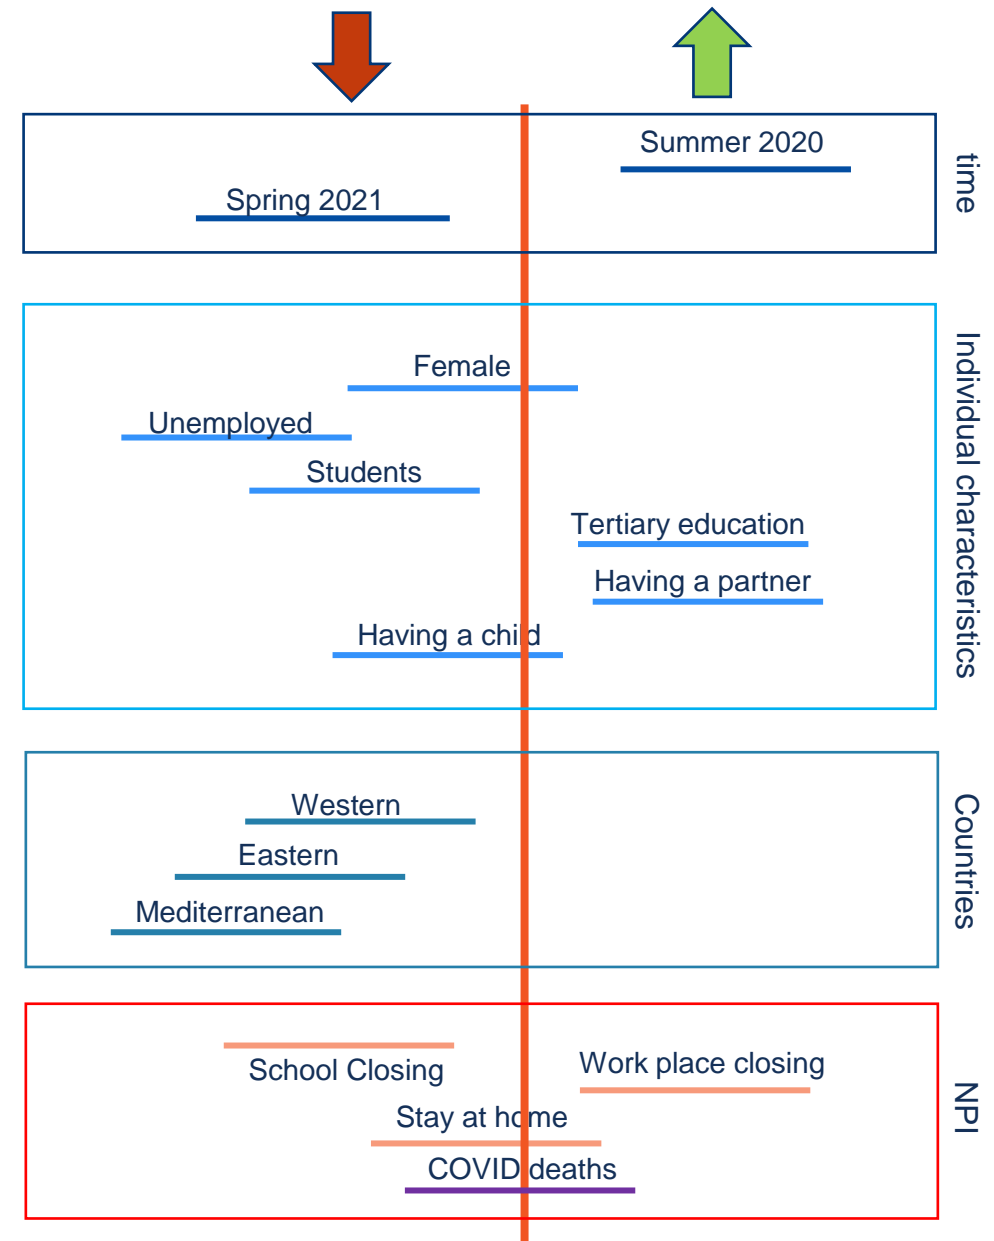 Summer 2020
Spring 2021
time
Female
Unemployed
Students
Tertiary education
Having a partner
Having a child
Individual characteristics
Western
Eastern
Mediterranean
Countries
School Closing
Work place closing
Stay at home
COVID deaths
NPI